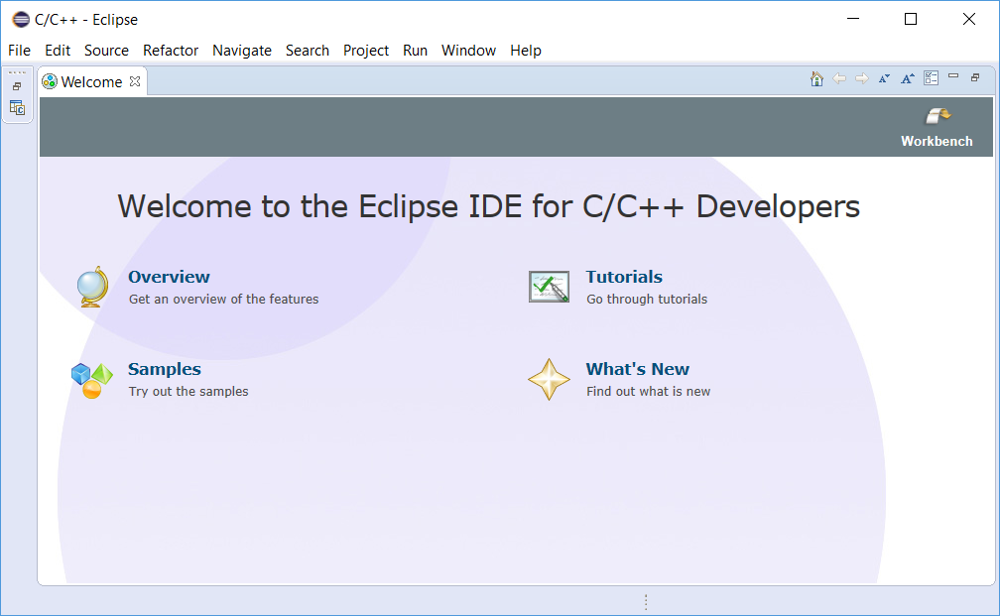 C/C++ - Eclipse
File Edit Source Refactor Navigate Search Project Run Window Help
Welcome
Workbench
Welcome to the Eclipse IDE for C/C++ Developers
Overview
Get an overview of the features
Tutorials
Go through tutorials
Samples
Try out the samples
What's New
Find out what is new